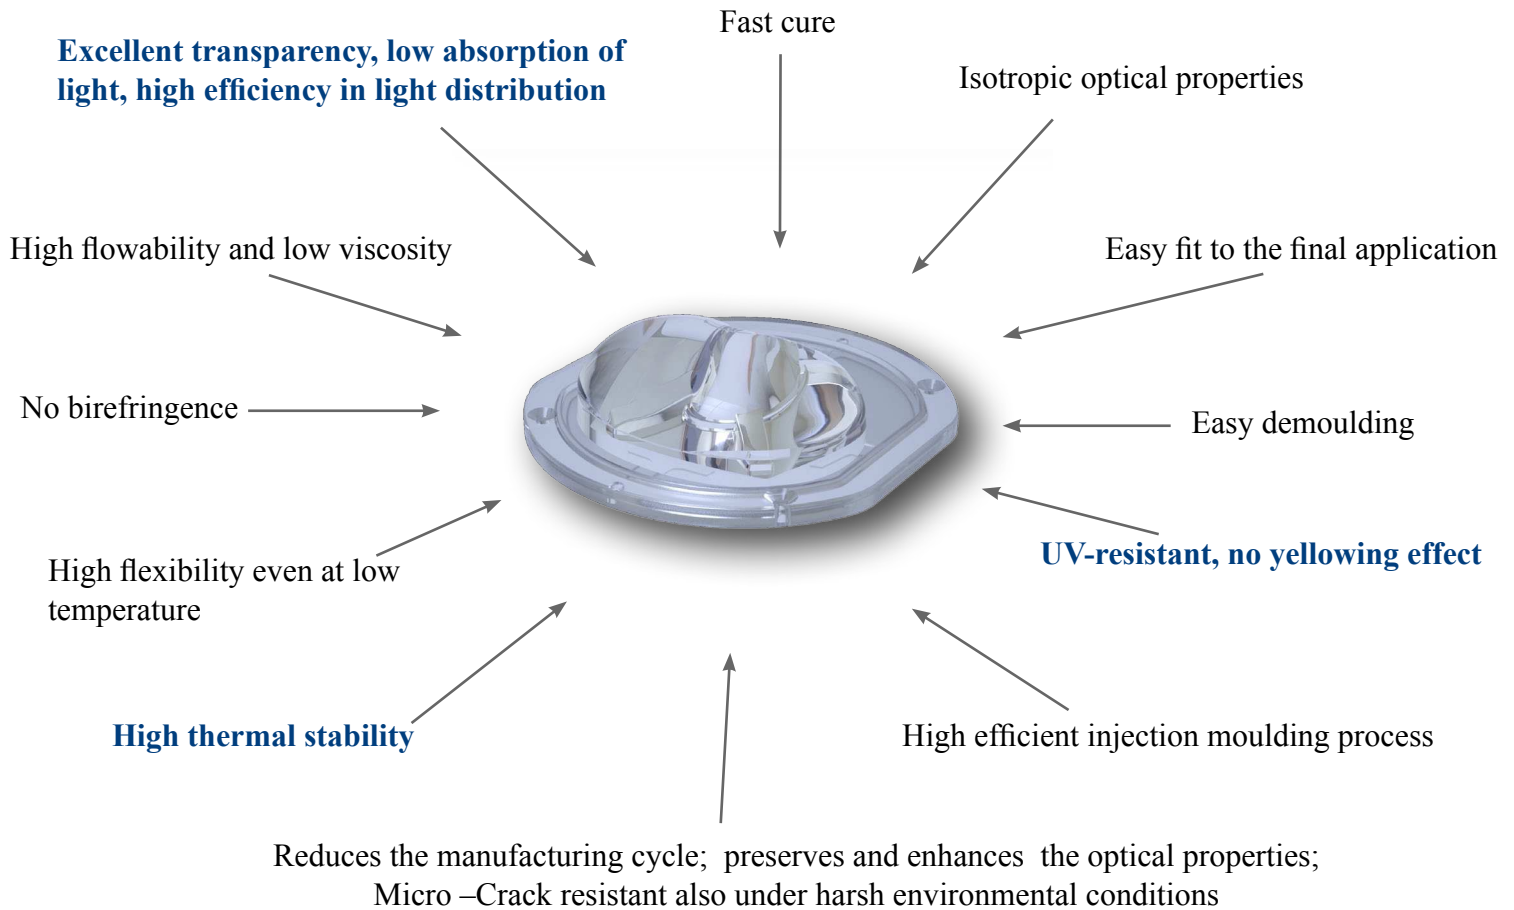 Fast cure
Excellent transparency, low absorption of
light, high efficiency in light distribution
Isotropic optical properties
High flowability and low viscosity
Easy fit to the final application
No birefringence
Easy demoulding
High flexibility even at low
temperature
UV-resistant, no yellowing effect
High thermal stability
High efficient injection moulding process
Reduces the manufacturing cycle;  preserves and enhances  the optical properties;
Micro –Crack resistant also under harsh environmental conditions